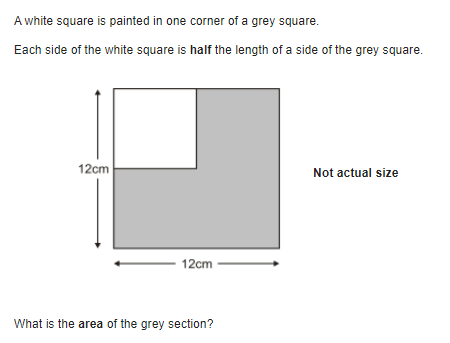 A white square is painted in one corner of a grey square.
Each side of the white square is half the length of a side of the grey square.
12cm
Not actual size
12cm
What is the area of the grey section?